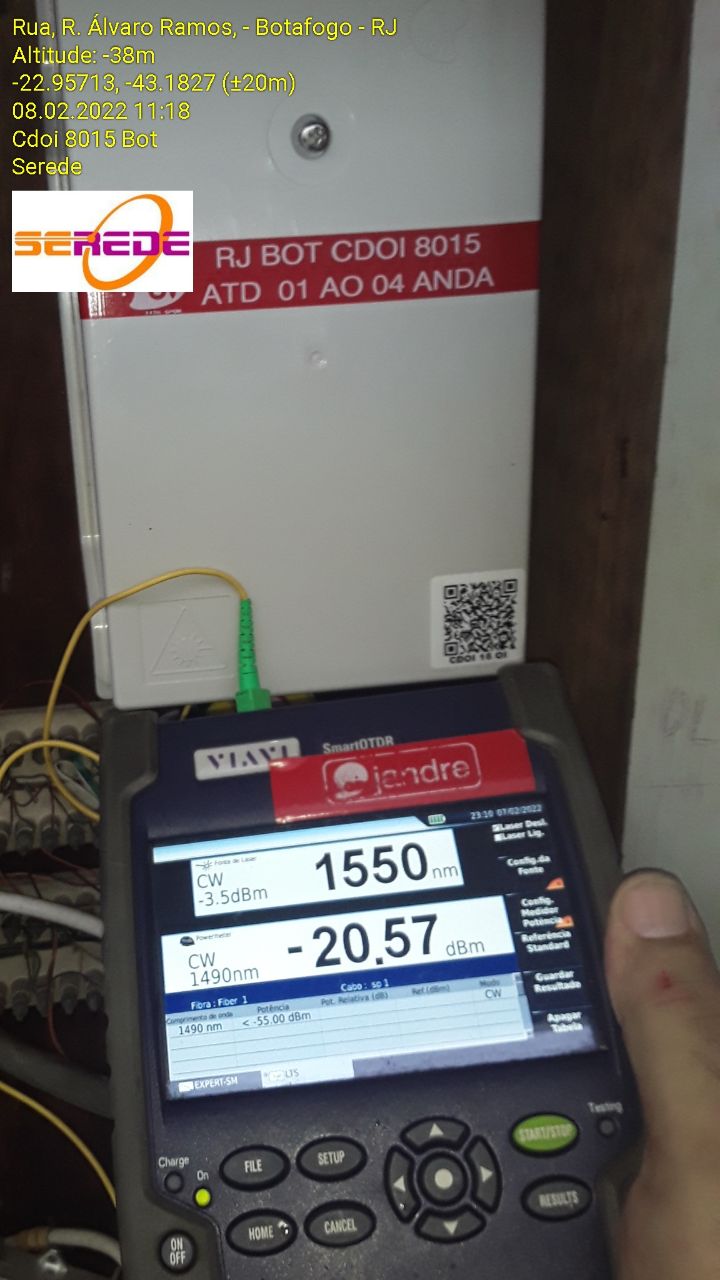 Rua, R. Álvaro Ramos, - Botafogo - RJ
Altitude: -38m
-22.95713, -43.1827 (±20m)
08.02.2022 11:18
Cdoi 8015 Bot
Serede
SEREDE
RJ BOT CDOI 8015
ATD 01 AO 04 ANDA
CDOI 16 OI
VIAVI SmartOTDR
jandre
23:10 07/02/2022
Laser Desl.
Laser Lig.
Fonte de Laser
CW
-3.5dBm
1550 nm
Config.da
Fonte
Powermeter
CW
1490nm
-20.57 dBm
Config.
Medidor
Potência
Referência
Standard
Guardar
Resultado
Apagar
Tabela
Fibra : Fiber 1 Cabo : sp 1
Comprimento de onda Potência Pot. Relativa (dB) Ref (dBm) Modo
1490 nm < -55.00 dBm CW
EXPERT-SM LTS
Testing
START/STOP
Charge
On
FILE SETUP
RESULTS
HOME CANCEL
ON
OFF